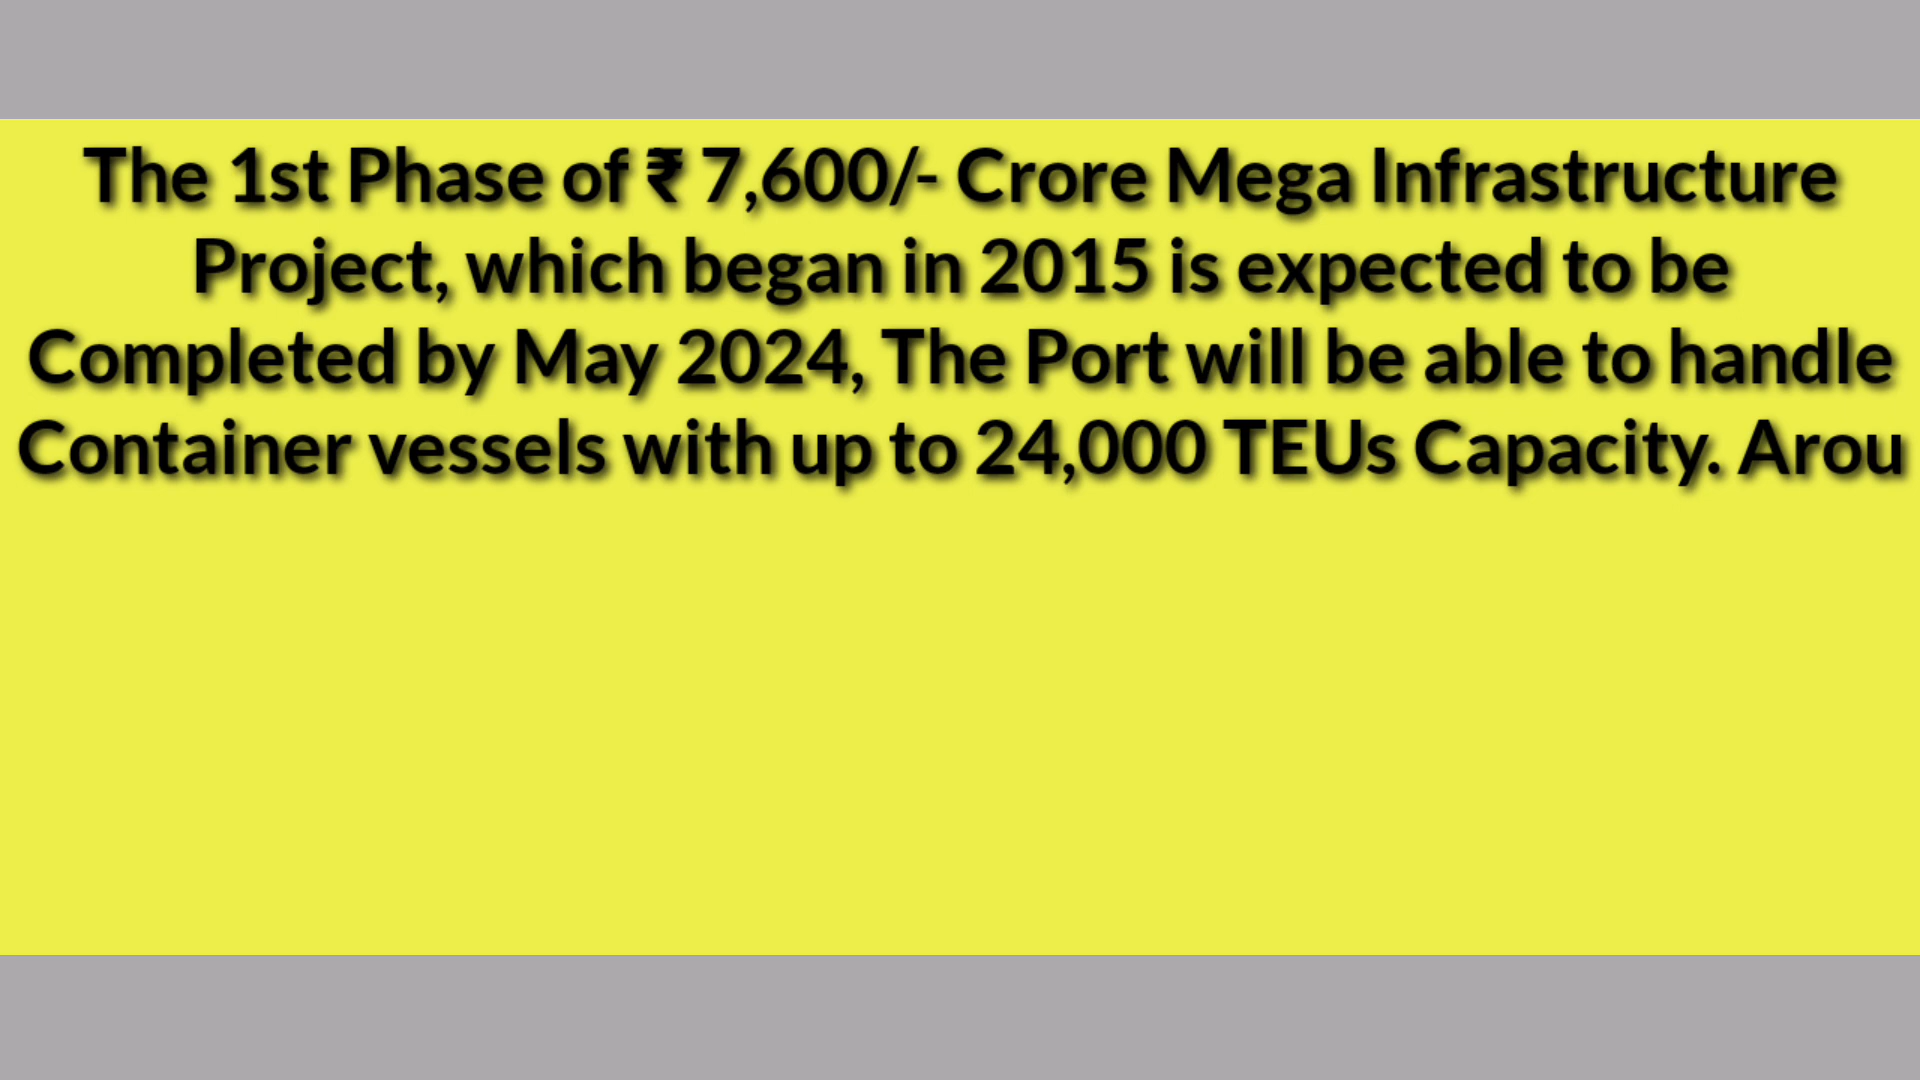 The 1st Phase of ₹ 7,600/- Crore Mega Infrastructure
Project, which began in 2015 is expected to be
Completed by May 2024, The Port will be able to handle
Container vessels with up to 24,000 TEUs Capacity. Arou